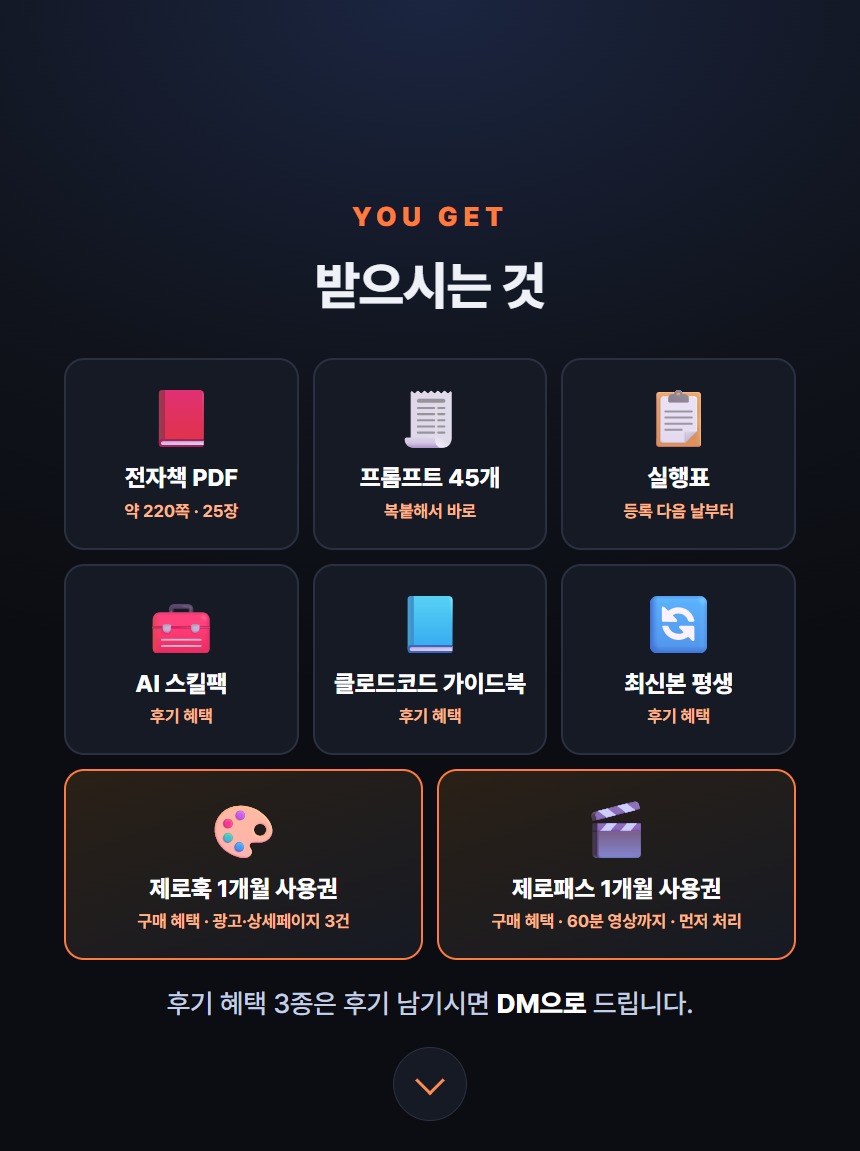 YOU GET
받으시는 것
전자책 PDF
약 220쪽 · 25장
프롬프트 45개
복붙해서 바로
실행표
등록 다음 날부터
AI 스킬팩
후기 혜택
클로드코드 가이드북
후기 혜택
최신본 평생
후기 혜택
제로훅 1개월 사용권
구매 혜택 · 광고·상세페이지 3건
제로패스 1개월 사용권
구매 혜택 · 60분 영상까지 · 먼저 처리
후기 혜택 3종은 후기 남기시면 DM으로 드립니다.